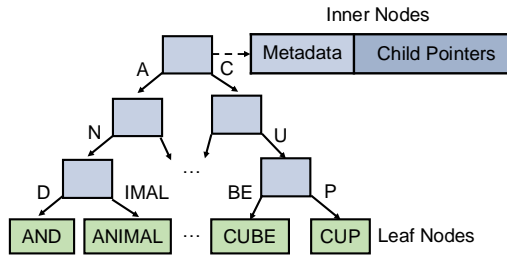 Inner Nodes
Metadata Child Pointers
A C
N U
...
D IMAL BE P
AND ANIMAL ... CUBE CUP Leaf Nodes